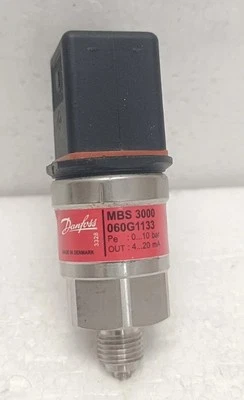 Danfoss
MADE IN DENMARK
MBS 3000
060G1133
Pe : 0...10 bar
OUT : 4...20 mA